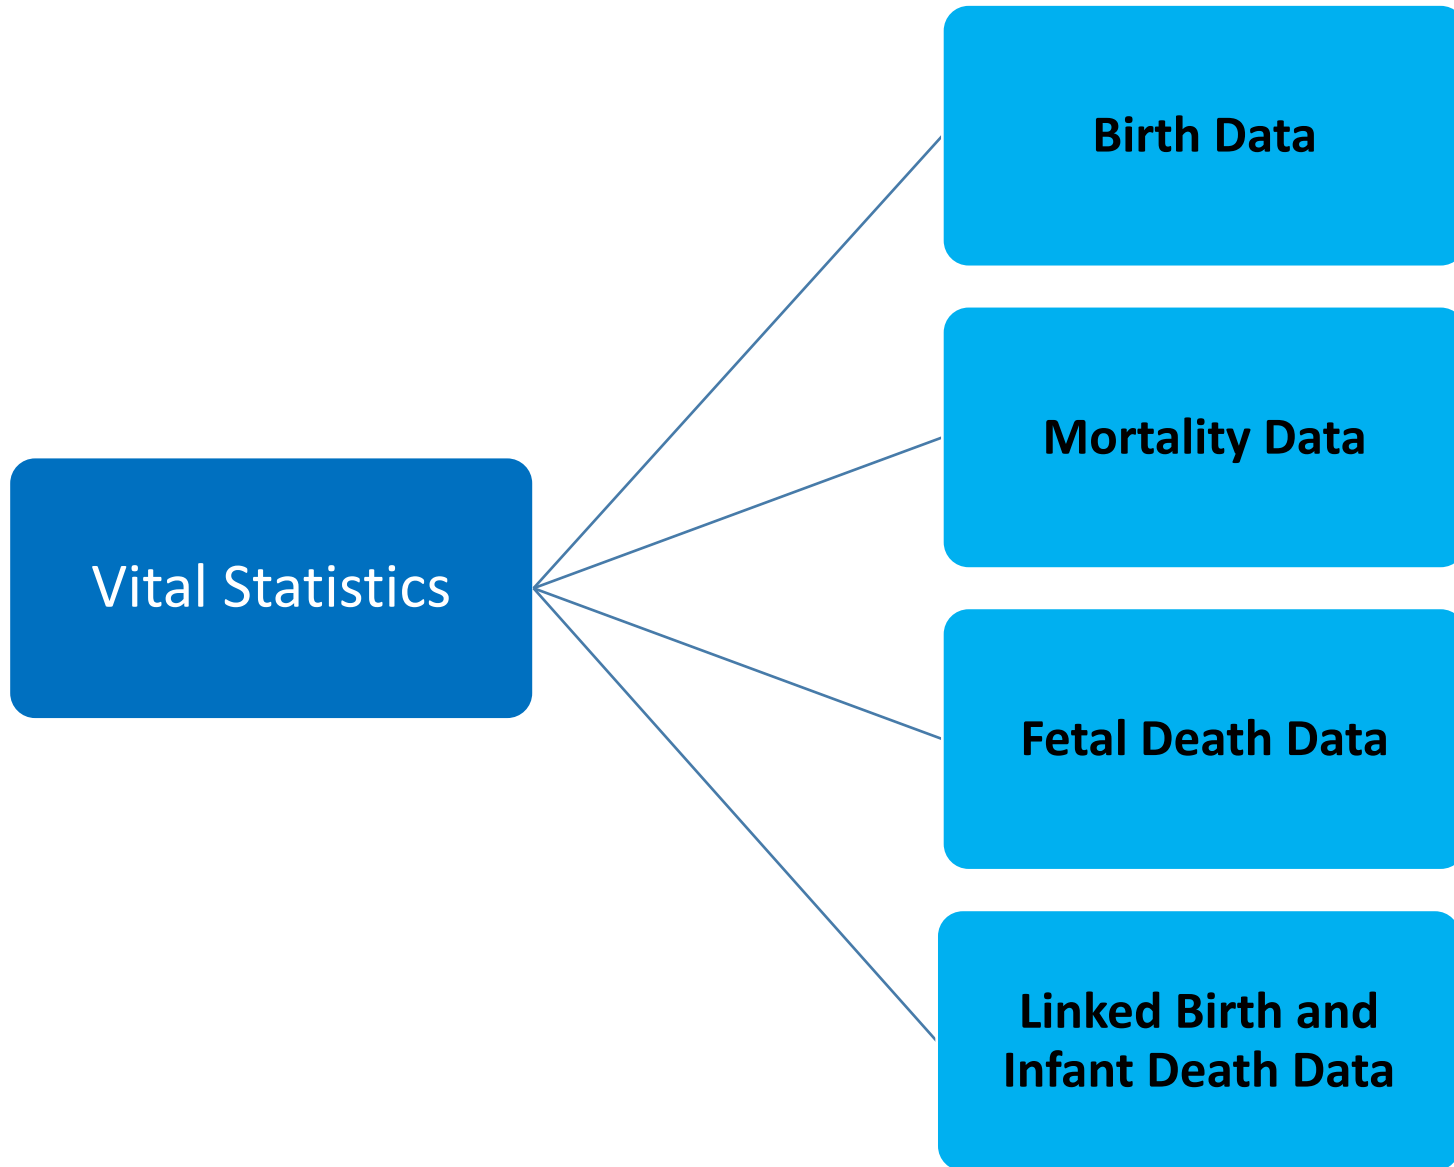 Birth Data
Mortality Data
Vital Statistics
Fetal Death Data
Linked Birth and
Infant Death Data